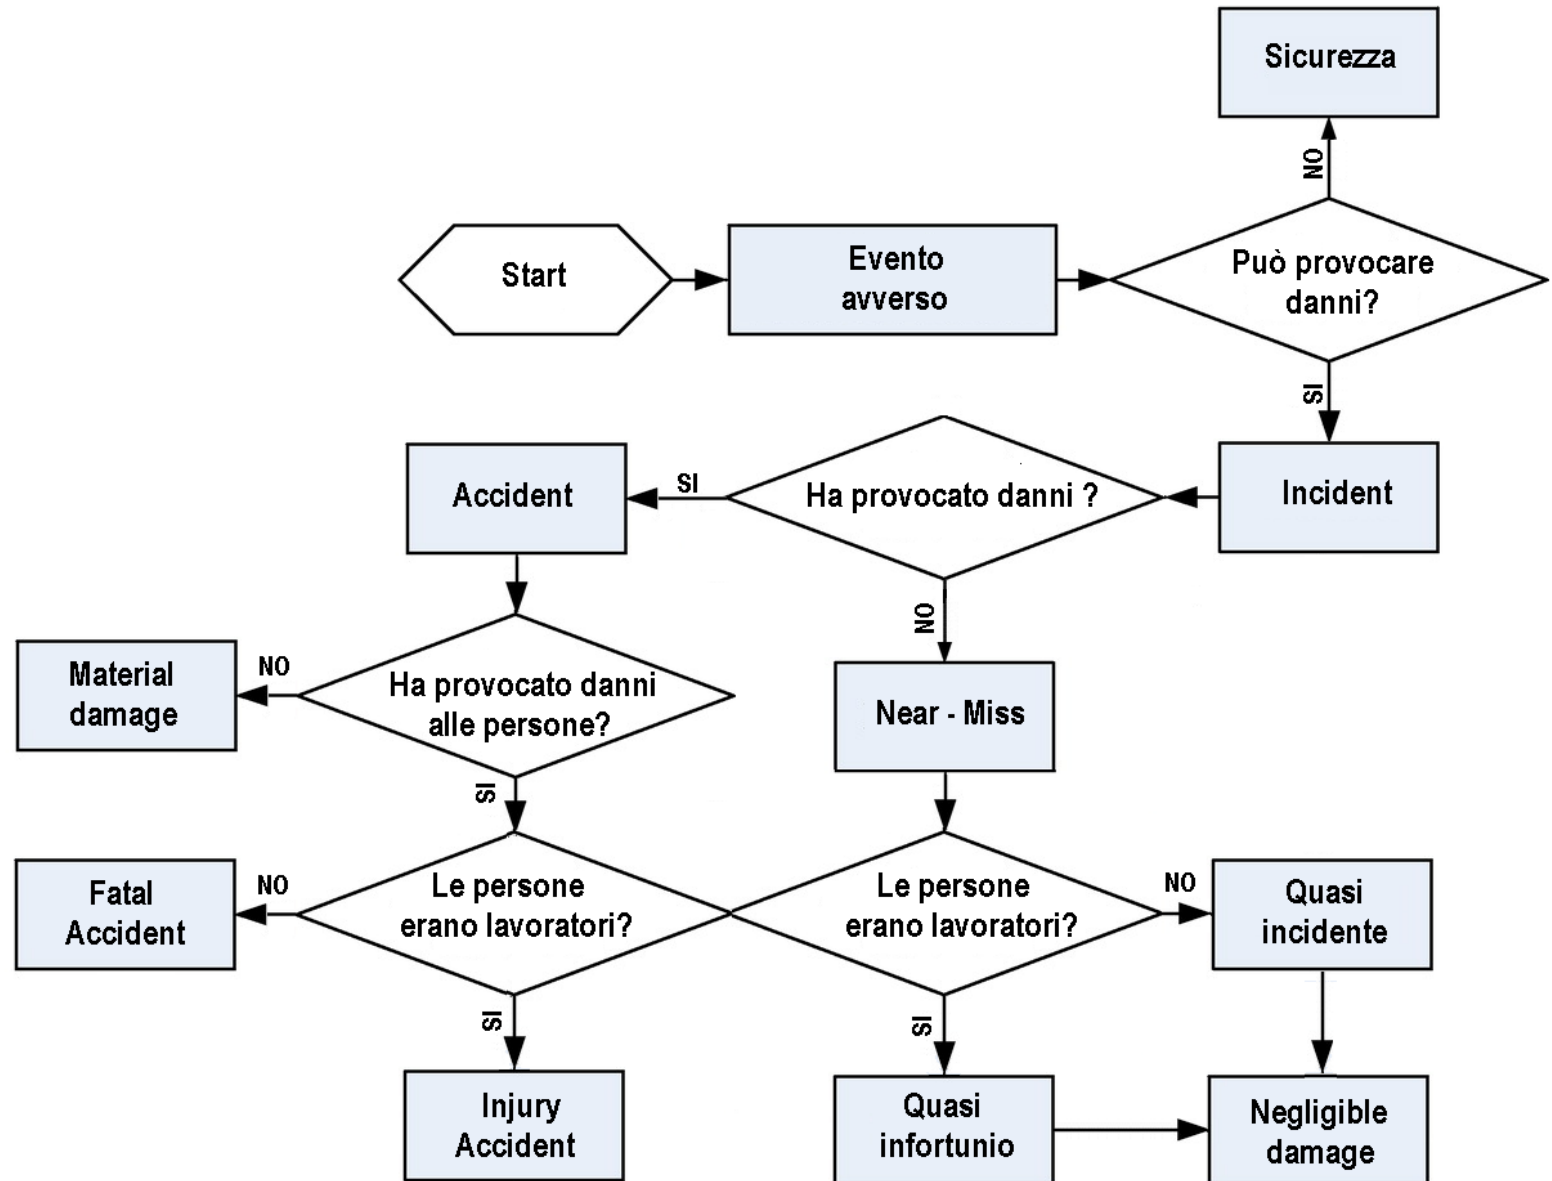 Sicurezza
NO
Start
Evento
avverso
Può provocare
danni?
SI
Accident
SI
Ha provocato danni ?
Incident
NO
Material
damage
NO
Ha provocato danni
alle persone?
Near - Miss
SI
Fatal
Accident
NO
Le persone
erano lavoratori?
Le persone
erano lavoratori?
NO
Quasi
incidente
SI
SI
Injury
Accident
Quasi
infortunio
Negligible
damage